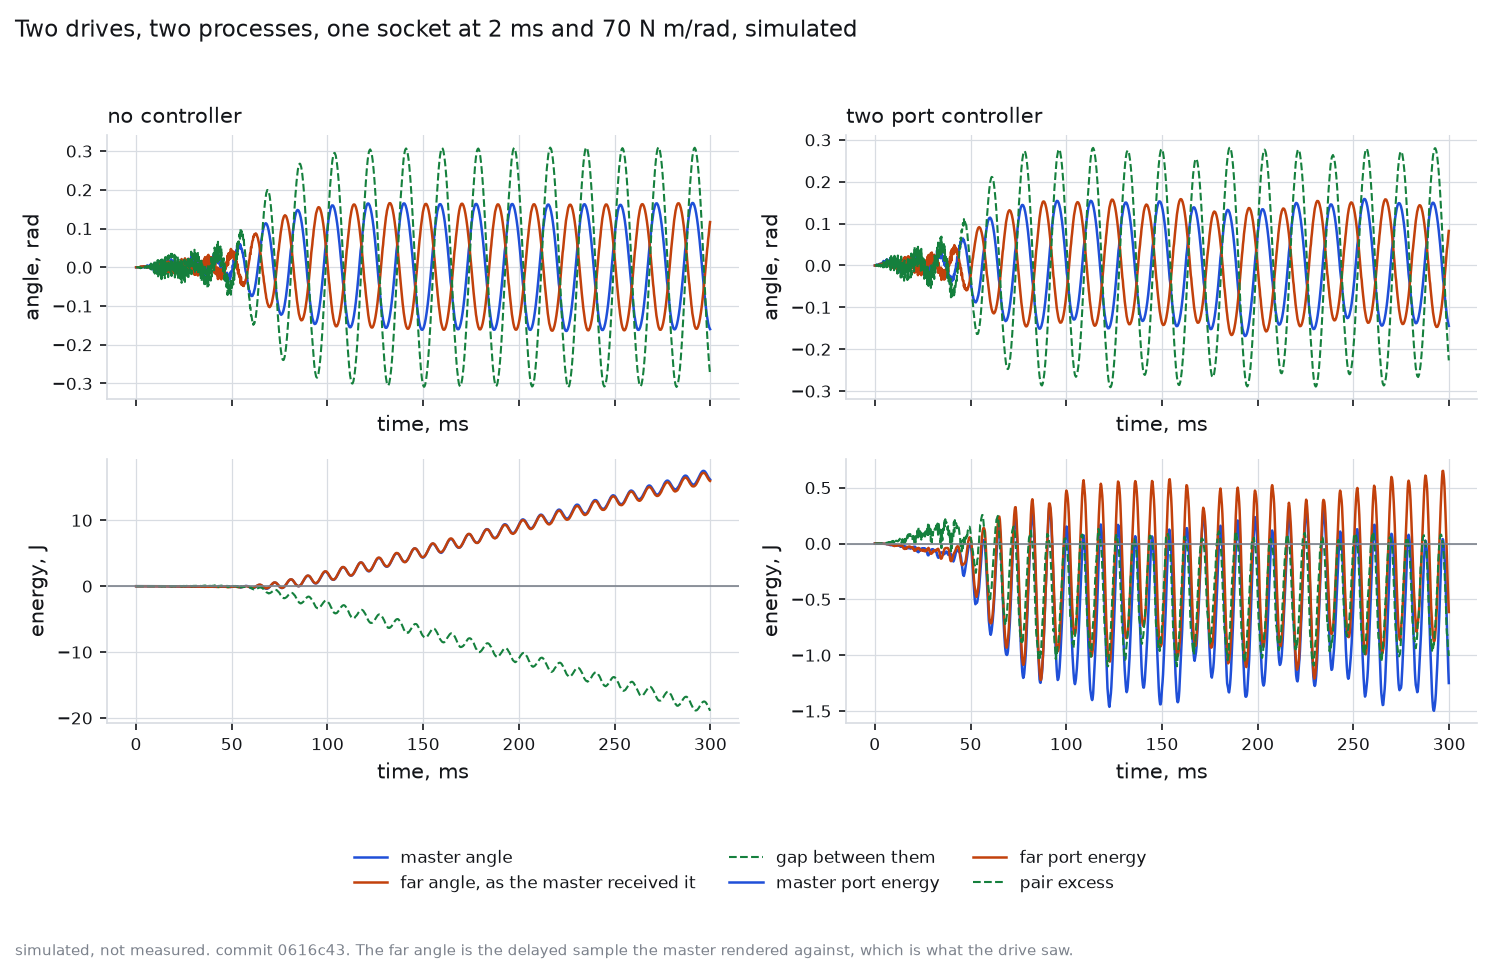 Two drives, two processes, one socket at 2 ms and 70 N m/rad, simulated
no controller
two port controller
angle, rad
0.3
0.2
0.1
0.0
−0.1
−0.2
−0.3
time, ms
angle, rad
0.3
0.2
0.1
0.0
−0.1
−0.2
−0.3
time, ms
energy, J
10
0
−10
−20
0 50 100 150 200 250 300
time, ms
energy, J
0.5
0.0
−0.5
−1.0
−1.5
0 50 100 150 200 250 300
time, ms
master angle
far angle, as the master received it
gap between them
master port energy
far port energy
pair excess
simulated, not measured. commit 0616c43. The far angle is the delayed sample the master rendered against, which is what the drive saw.